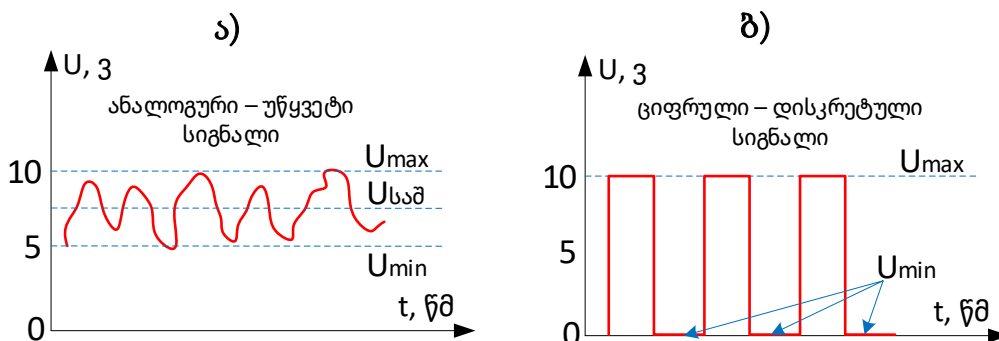 ა)
U, ვ
ანალოგური – უწყვეტი
სიგნალი
10
Umax
Uსაშ
5
Umin
t, წმ
0
ბ)
U, ვ
ციფრული – დისკრეტული
სიგნალი
Umax
10
5
Umin
t, წმ
0